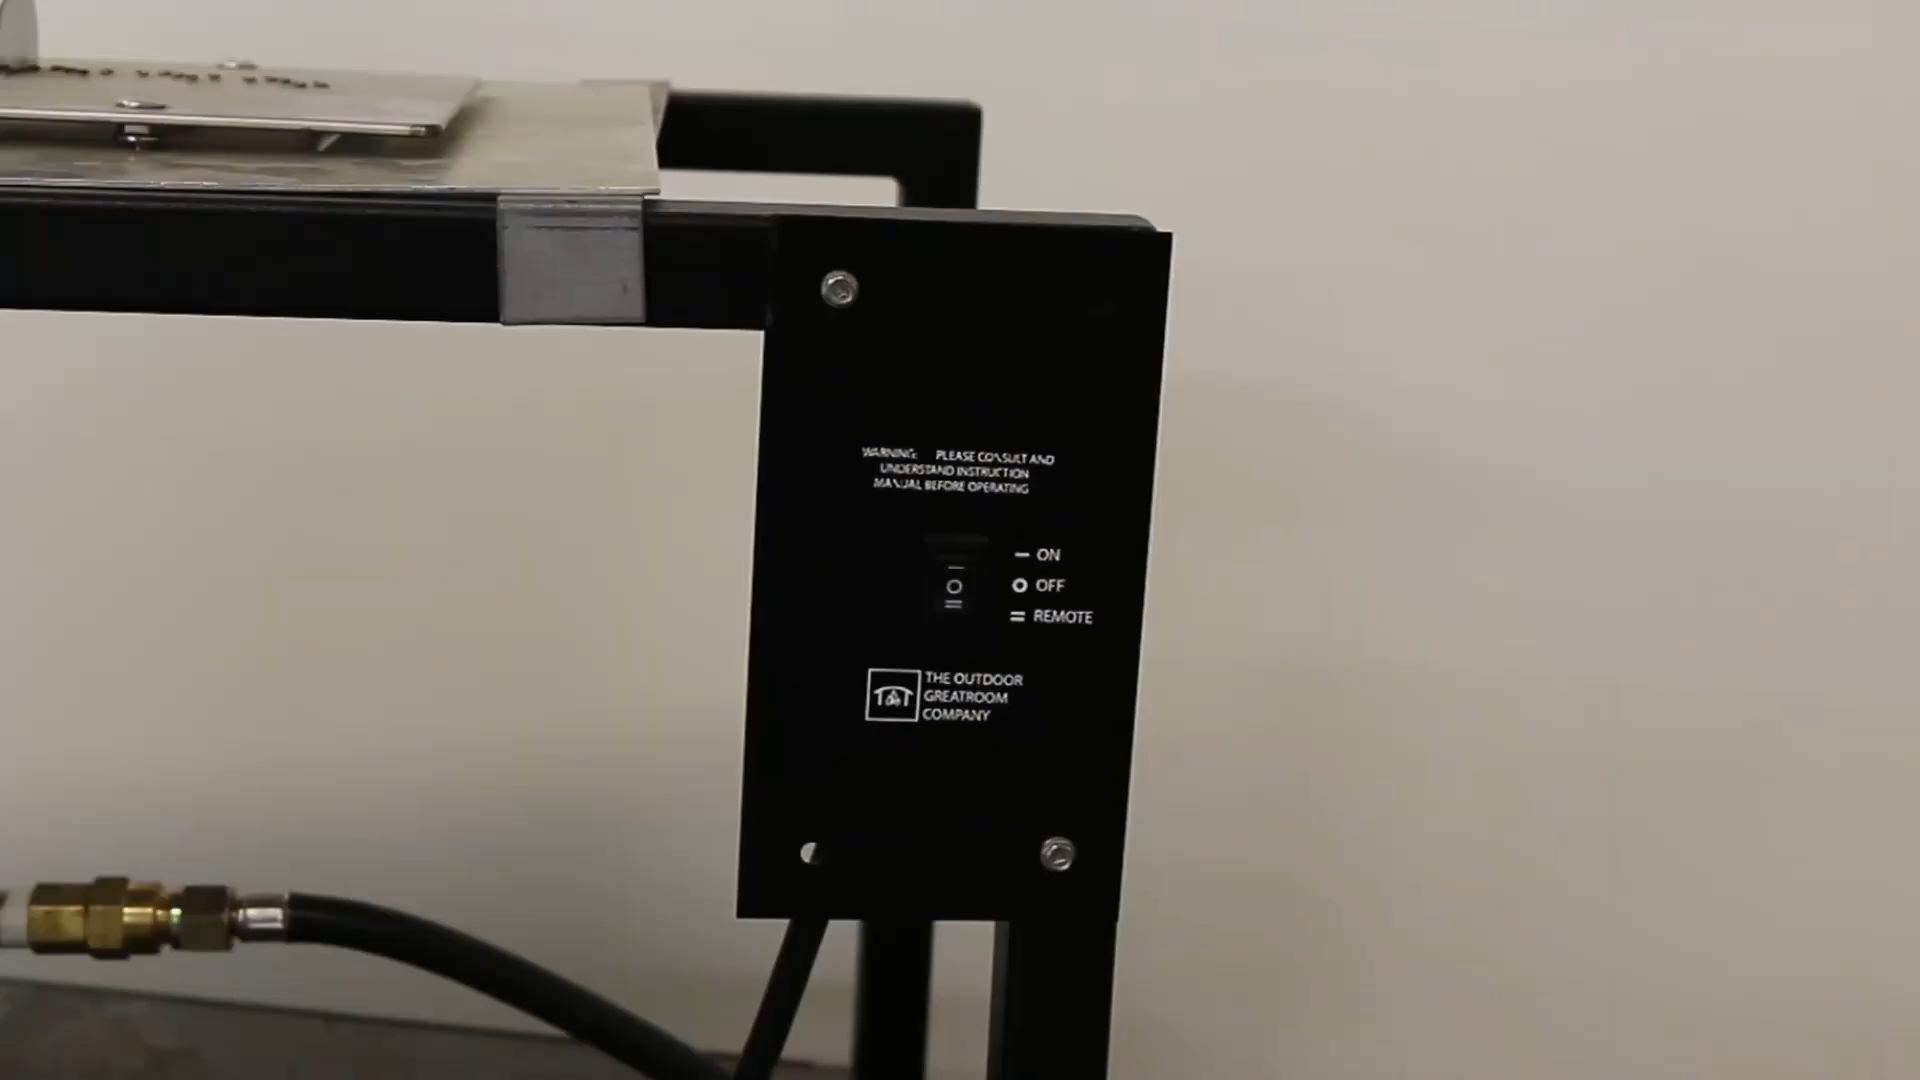 WARNING: PLEASE CONSULT AND
UNDERSTAND INSTRUCTION
MANUAL BEFORE OPERATING
— ON
O OFF
= REMOTE
—
O
=
THE OUTDOOR
GREATROOM
COMPANY